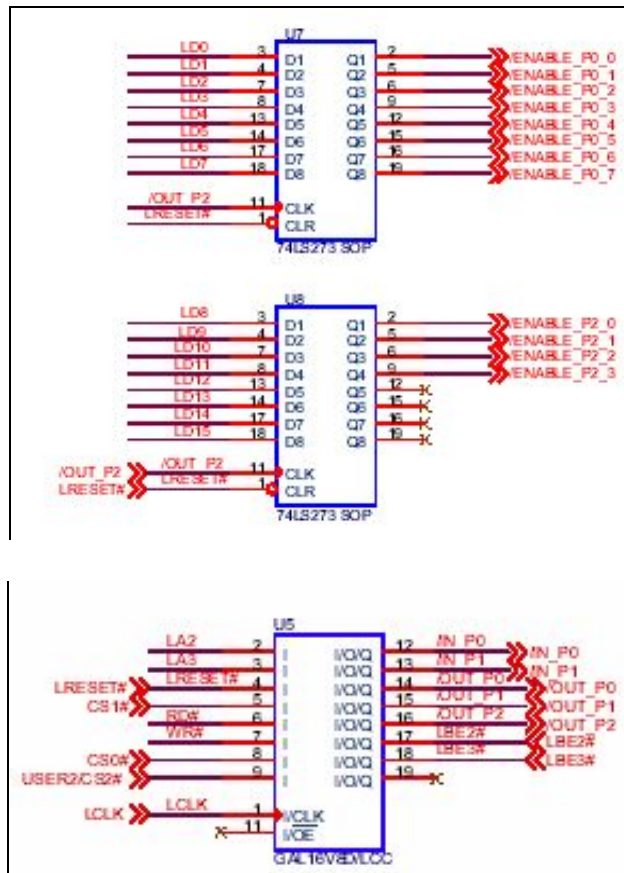 U7
LD0 3 D1 Q1 2 /ENABLE_P0_0
LD1 4 D2 Q2 5 /ENABLE_P0_1
LD2 7 D3 Q3 6 /ENABLE_P0_2
LD3 8 D4 Q4 9 /ENABLE_P0_3
LD4 13 D5 Q5 12 /ENABLE_P0_4
LD5 14 D6 Q6 15 /ENABLE_P0_5
LD6 17 D7 Q7 16 /ENABLE_P0_6
LD7 18 D8 Q8 19 /ENABLE_P0_7
/OUT_P2 11 CLK
LRESET# 1 CLR
74LS273 SOP
U8
LD8 3 D1 Q1 2 /ENABLE_P2_0
LD9 4 D2 Q2 5 /ENABLE_P2_1
LD10 7 D3 Q3 6 /ENABLE_P2_2
LD11 8 D4 Q4 9 /ENABLE_P2_3
LD12 13 D5 Q5 12
LD13 14 D6 Q6 15
LD14 17 D7 Q7 16
LD15 18 D8 Q8 19
/OUT_P2 /OUT_P2 11 CLK
LRESET# LRESET# 1 CLR
74LS273 SOP
U5
LA2 2 I I/O/Q 12 /IN_P0 /IN_P0
LA3 3 I I/O/Q 13 /IN_P1 /IN_P1
LRESET# LRESET# 4 I I/O/Q 14 /OUT_P0 /OUT_P0
CS1# 5 I I/O/Q 15 /OUT_P1 /OUT_P1
RD# 6 I I/O/Q 16 /OUT_P2 /OUT_P2
WR# 7 I I/O/Q 17 LBE2# LBE2#
CS0# 8 I I/O/Q 18 LBE3# LBE3#
USER2/CS2# 9 I I/O/Q 19
LCLK LCLK 1 I/CLK
11 I/OE
GAL16V8D/LCC